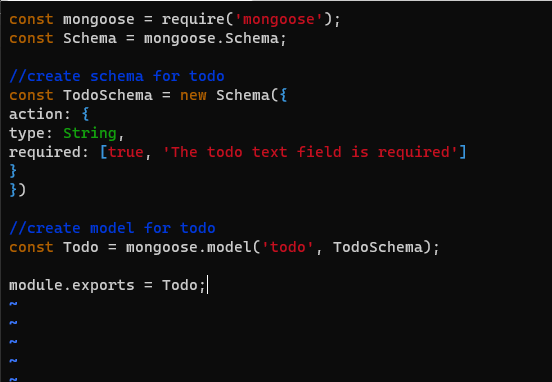 const mongoose = require('mongoose');
const Schema = mongoose.Schema;

//create schema for todo
const TodoSchema = new Schema({
action: {
type: String,
required: [true, 'The todo text field is required']
}
})

//create model for todo
const Todo = mongoose.model('todo', TodoSchema);

module.exports = Todo;
~
~
~
~
~